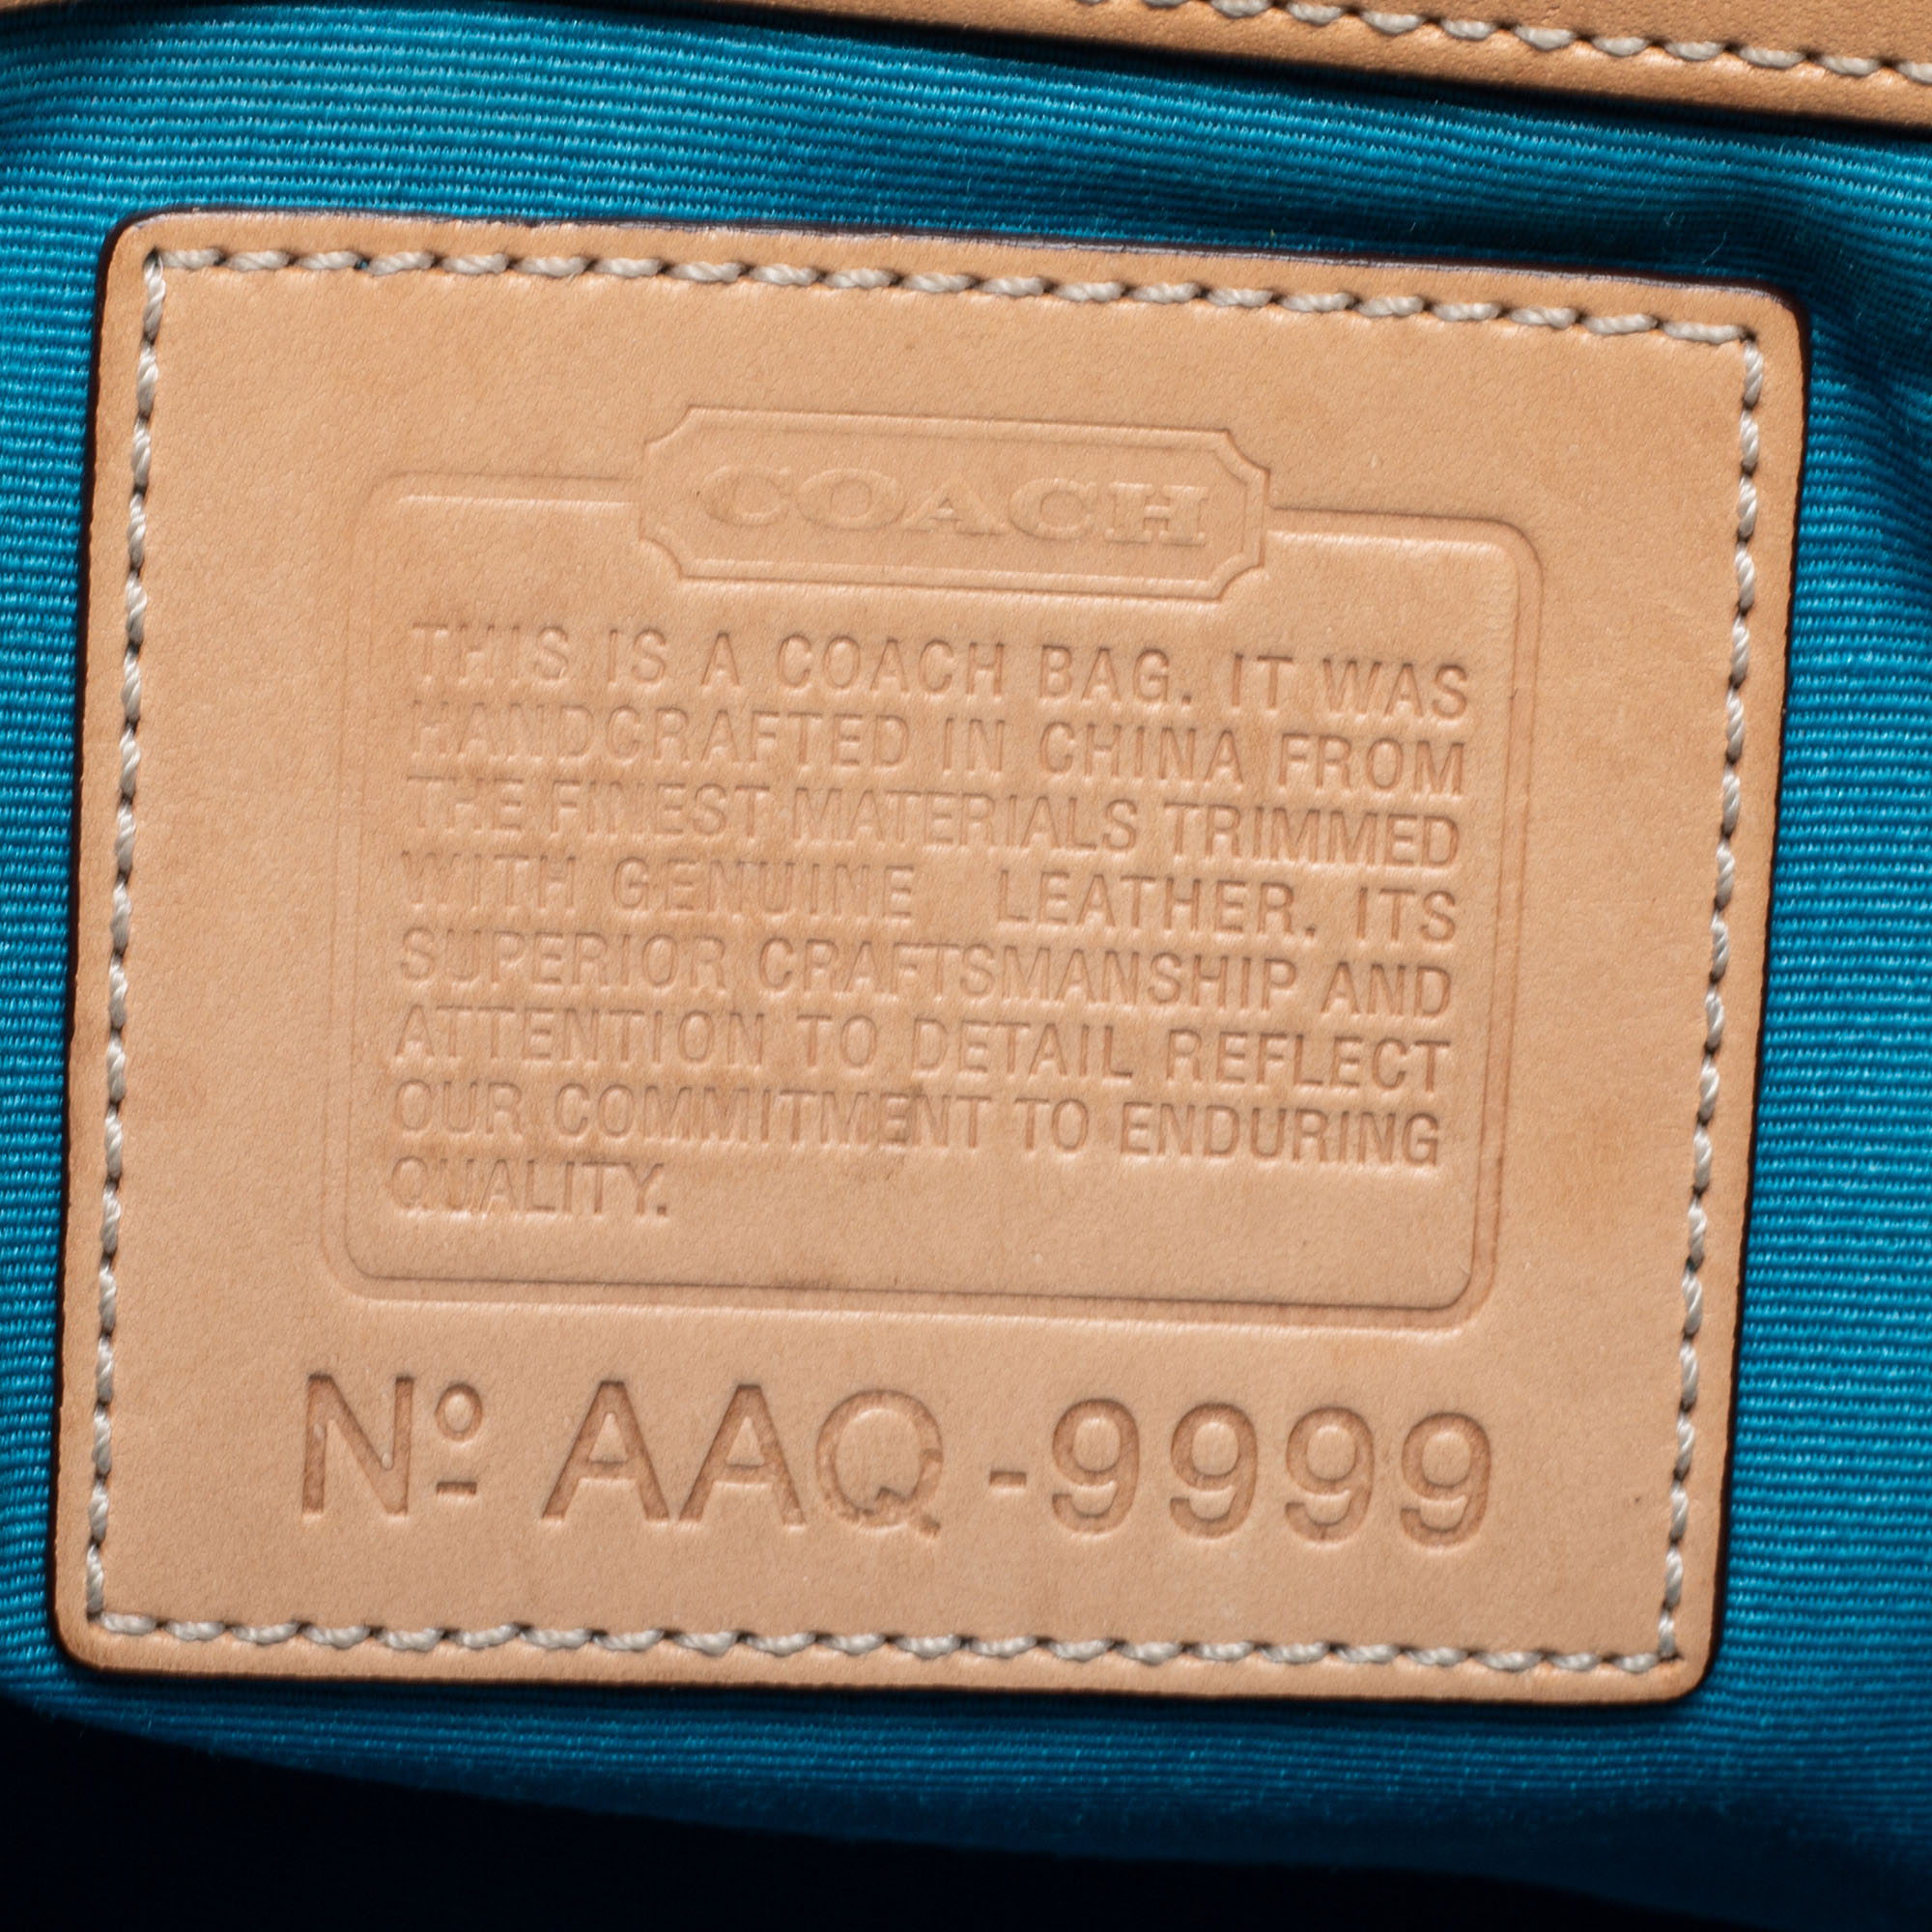 COACH
THIS IS A COACH BAG. IT WAS
HANDCRAFTED IN CHINA FROM
THE FINEST MATERIALS TRIMMED
WITH GENUINE LEATHER. ITS
SUPERIOR CRAFTSMANSHIP AND
ATTENTION TO DETAIL REFLECT
OUR COMMITMENT TO ENDURING
QUALITY.
Nº AAQ-9999